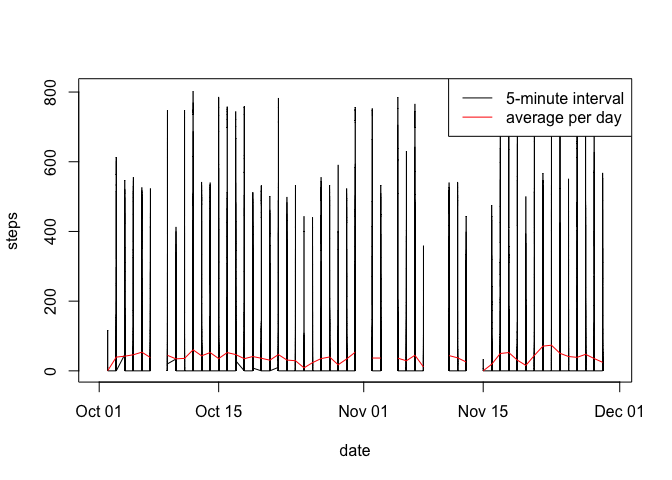 5-minute interval
average per day
800
600
400
200
0
steps
Oct 01 Oct 15 Nov 01 Nov 15 Dec 01
date